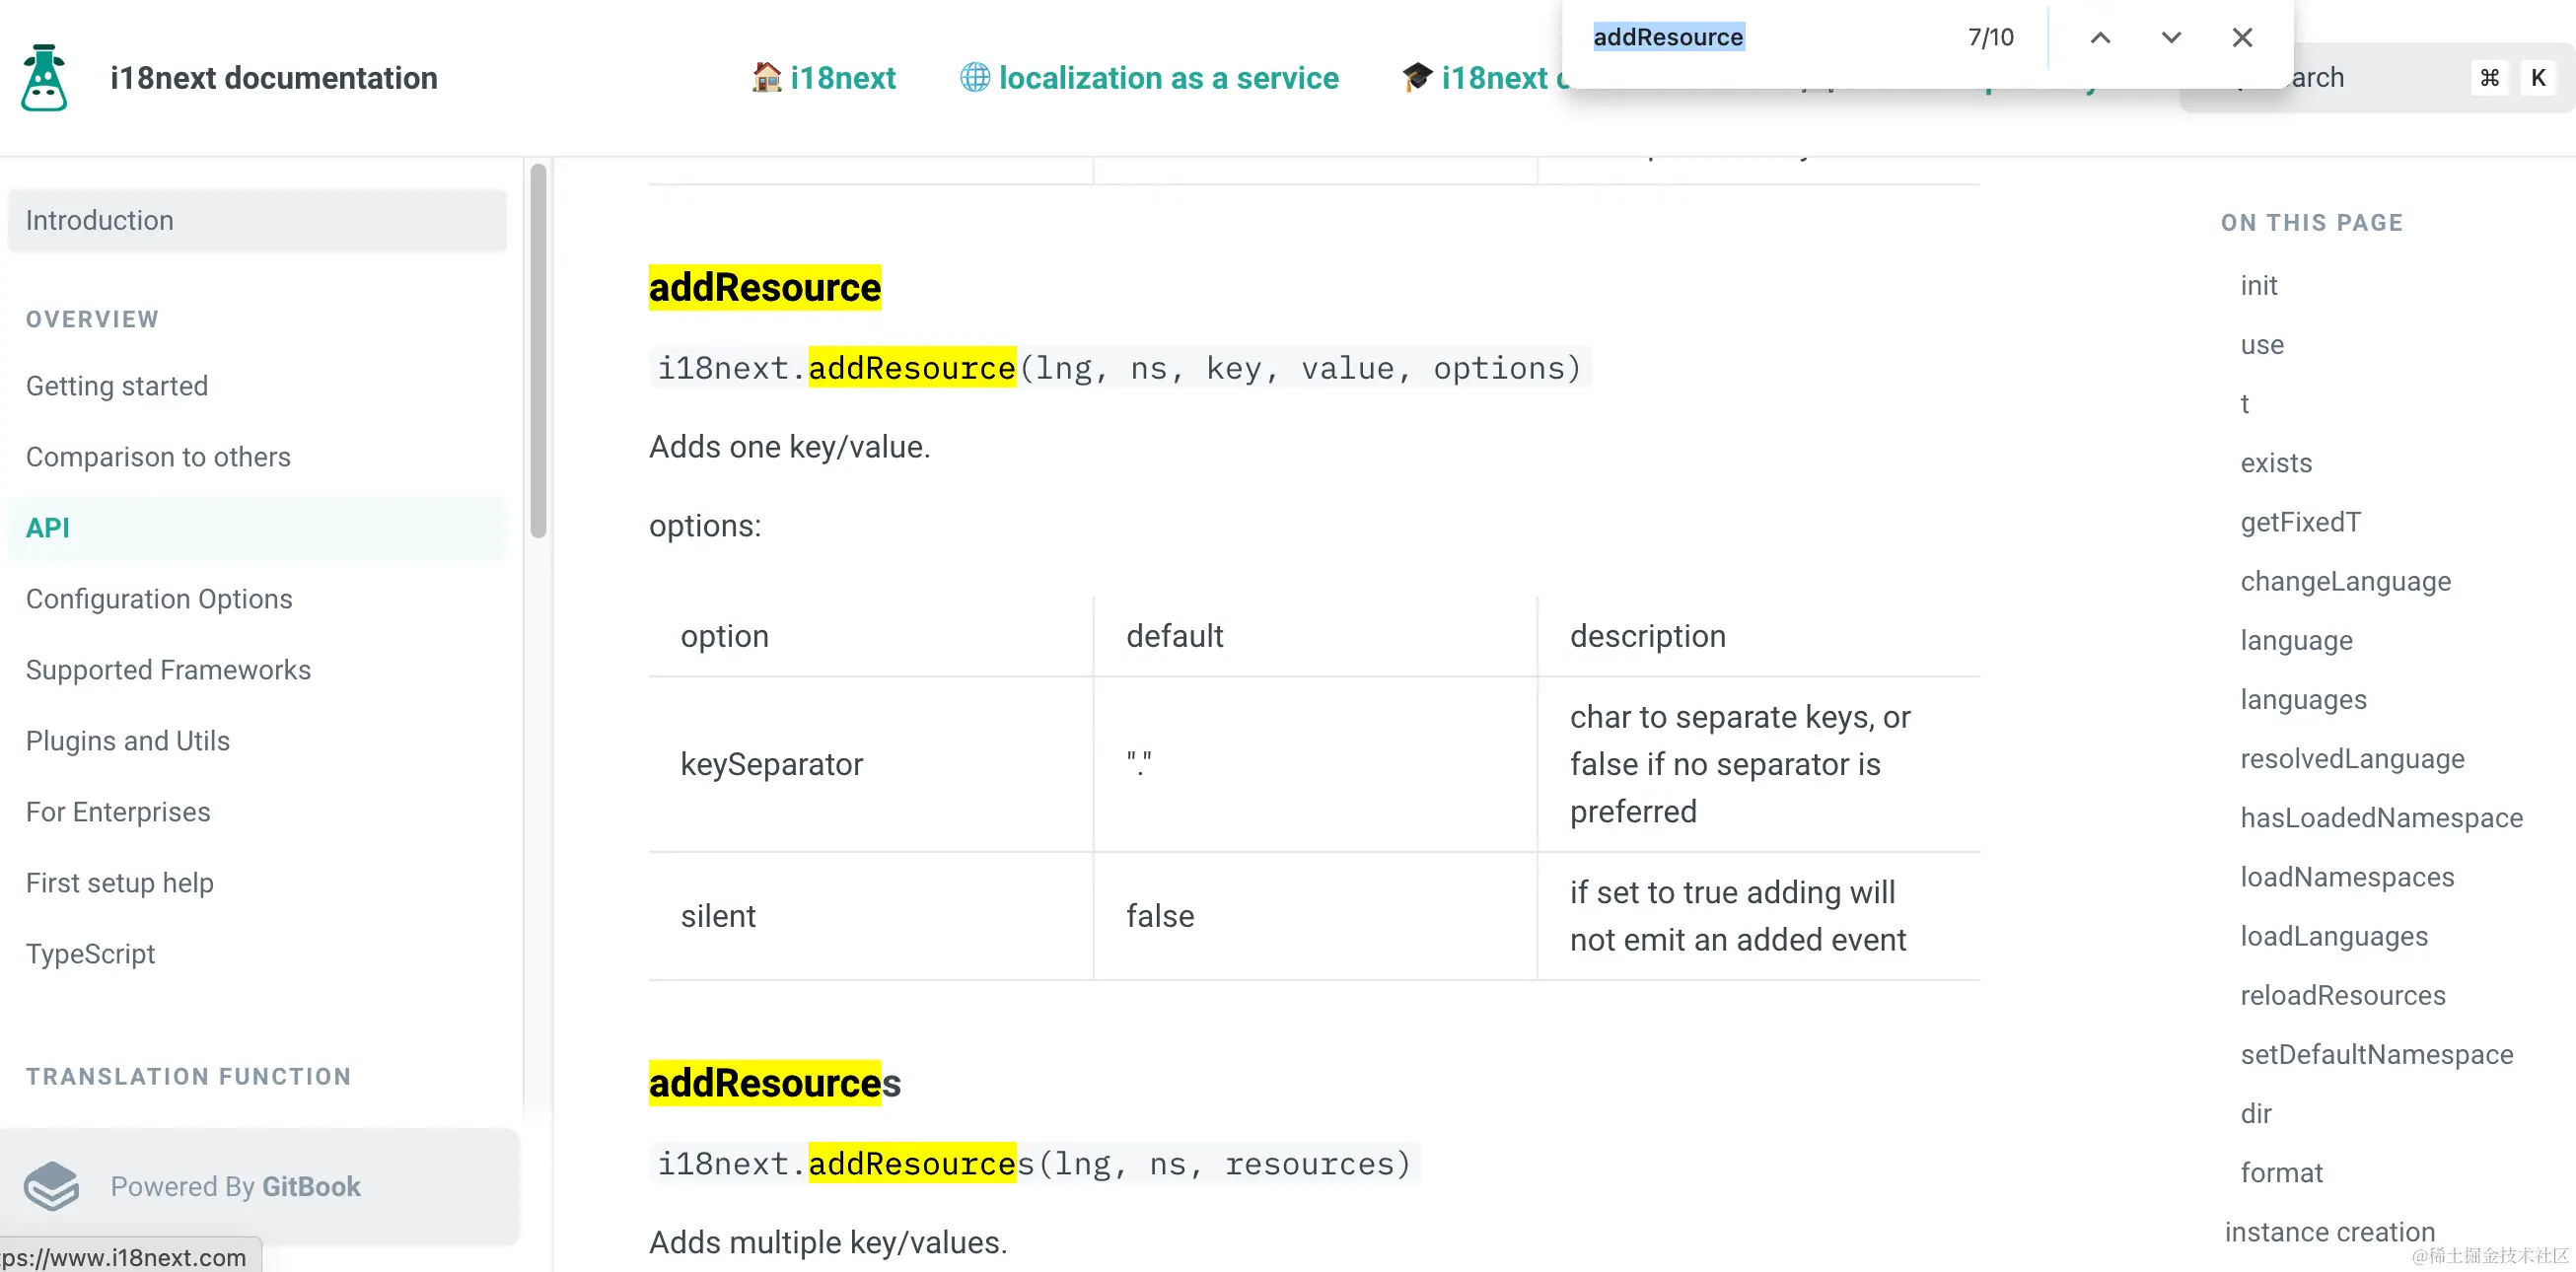 addResource
7/10
i18next documentation
i18next
localization as a service
i18next
arch
⌘ K
Introduction
OVERVIEW
Getting started
Comparison to others
API
Configuration Options
Supported Frameworks
Plugins and Utils
For Enterprises
First setup help
TypeScript
TRANSLATION FUNCTION
Powered By GitBook
ps://www.i18next.com
addResource
i18next.addResource(lng, ns, key, value, options)
Adds one key/value.
options:
option default description
keySeparator "." char to separate keys, or
false if no separator is
preferred
silent false if set to true adding will
not emit an added event
addResources
i18next.addResources(lng, ns, resources)
Adds multiple key/values.
ON THIS PAGE
init
use
t
exists
getFixedT
changeLanguage
language
languages
resolvedLanguage
hasLoadedNamespace
loadNamespaces
loadLanguages
reloadResources
setDefaultNamespace
dir
format
instance creation
@稀土掘金技术社区